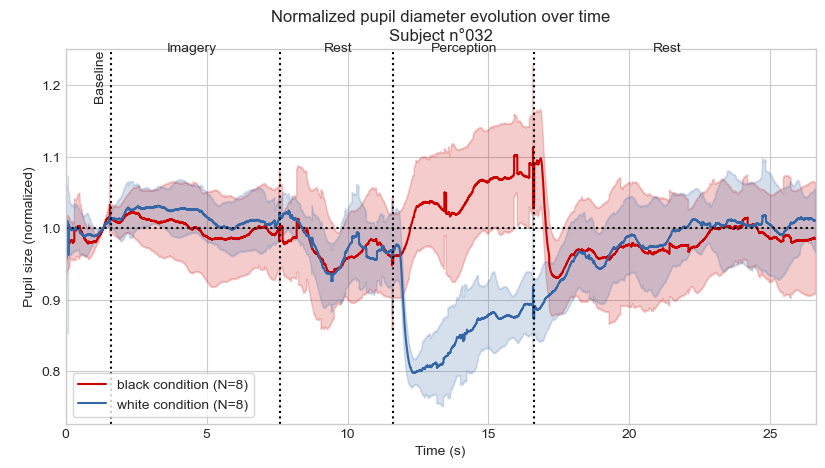 Normalized pupil diameter evolution over time
Subject n°032
Imagery
Rest
Perception
Rest
Baseline
1.2
1.1
1.0
0.9
0.8
Pupil size (normalized)
black condition (N=8)
white condition (N=8)
0
5
10
15
20
25
Time (s)